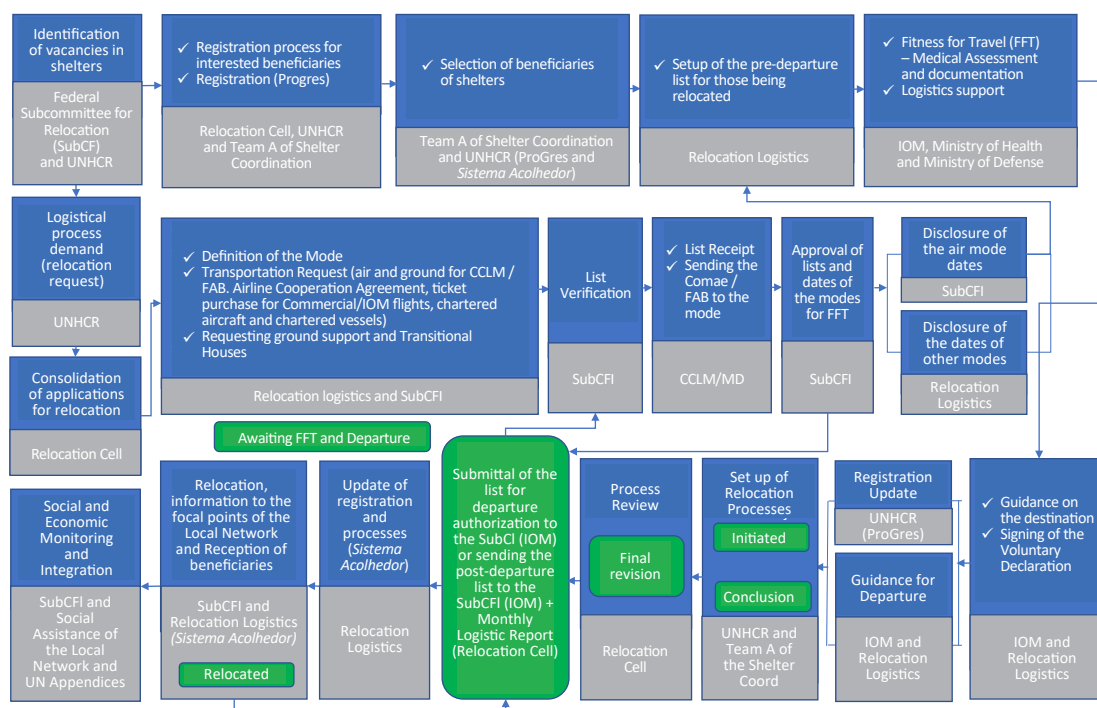 Identification
of vacancies in
shelters
Federal
Subcommittee for
Relocation
(SubCF)
and UNHCR
✓ Registration process for
interested beneficiaries
✓ Registration (Progres)
Relocation Cell, UNHCR
and Team A of Shelter
Coordination
✓ Selection of beneficiaries
of shelters
Team A of Shelter Coordination
and UNHCR (ProGres and
Sistema Acolhedor)
✓ Setup of the pre-departure
list for those being
relocated
Relocation Logistics
✓ Fitness for Travel (FFT)
– Medical Assessment
and documentation
✓ Logistics support
IOM, Ministry of Health
and Ministry of Defense
Logistical
process
demand
(relocation
request)
UNHCR
Consolidation
of applications
for relocation
Relocation Cell
✓ Definition of the Mode
✓ Transportation Request (air and ground for CCLM /
FAB. Airline Cooperation Agreement, ticket
purchase for Commercial/IOM flights, chartered
aircraft and chartered vessels)
✓ Requesting ground support and Transitional
Houses
Relocation logistics and SubCFI
List
Verification
SubCFI
✓ List Receipt
✓ Sending the
Comae /
FAB to the
mode
CCLM/MD
Approval of
lists and
dates of
the modes
for FFT
SubCFI
Disclosure of
the air mode
dates
SubCFI
Disclosure of
the dates of
other modes
Relocation
Logistics
Awaiting FFT and Departure
Social and
Economic
Monitoring and
Integration
SubCFI and
Social
Assistance of
the Local
Network and
UN Appendices
Relocation,
information to the
focal points of the
Local Network
and Reception of
beneficiaries
SubCFI and
Relocation Logistics
(Sistema Acolhedor)
Relocated
Update of
registration
and
processes
(Sistema
Acolhedor)
Relocation
Logistics
Submittal of the
list for
departure
authorization to
the SubCl (IOM)
or sending the
post-departure
list to the
SubCFl (IOM) +
Monthly
Logistic Report
(Relocation Cell)
Process
Review
Final
revision
Relocation
Cell
Set up of
Relocation
Processes
Initiated
Conclusion
UNHCR and
Team A of
the Shelter
Coord
Registration
Update
UNHCR
(ProGres)
Guidance for
Departure
IOM and
Relocation
Logistics
✓ Guidance on
the destination
✓ Signing of the
Voluntary
Declaration
IOM and
Relocation
Logistics